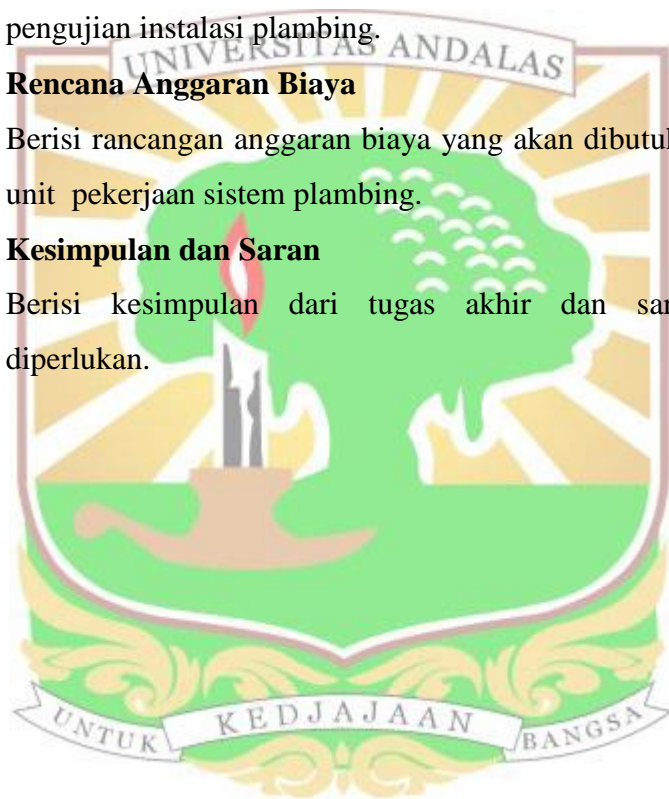 pengujian instalasi plambing.
UNIVERSITAS ANDALAS
Rencana Anggaran Biaya
Berisi rancangan anggaran biaya yang akan
unit pekerjaan sistem plambing.
Kesimpulan dan Saran
Berisi kesimpulan dari tugas akhir dan
diperlukan.
UNTUK KEDJAJAAN BANGSA